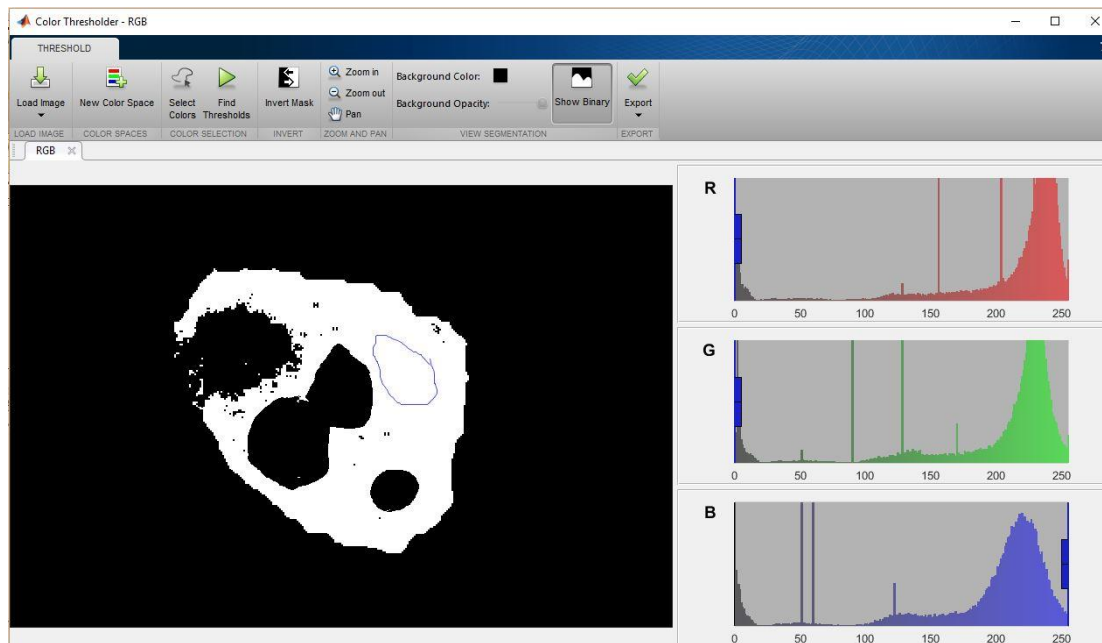 Color Thresholder - RGB
THRESHOLD
Load Image
New Color Space
Select Colors
Find Thresholds
Invert Mask
Zoom in
Zoom out
Pan
Background Color:
Background Opacity:
Show Binary
Export
LOAD IMAGE
COLOR SPACES
COLOR SELECTION
INVERT
ZOOM AND PAN
VIEW SEGMENTATION
EXPORT
RGB
R
0 50 100 150 200 250
G
0 50 100 150 200 250
B
0 50 100 150 200 250